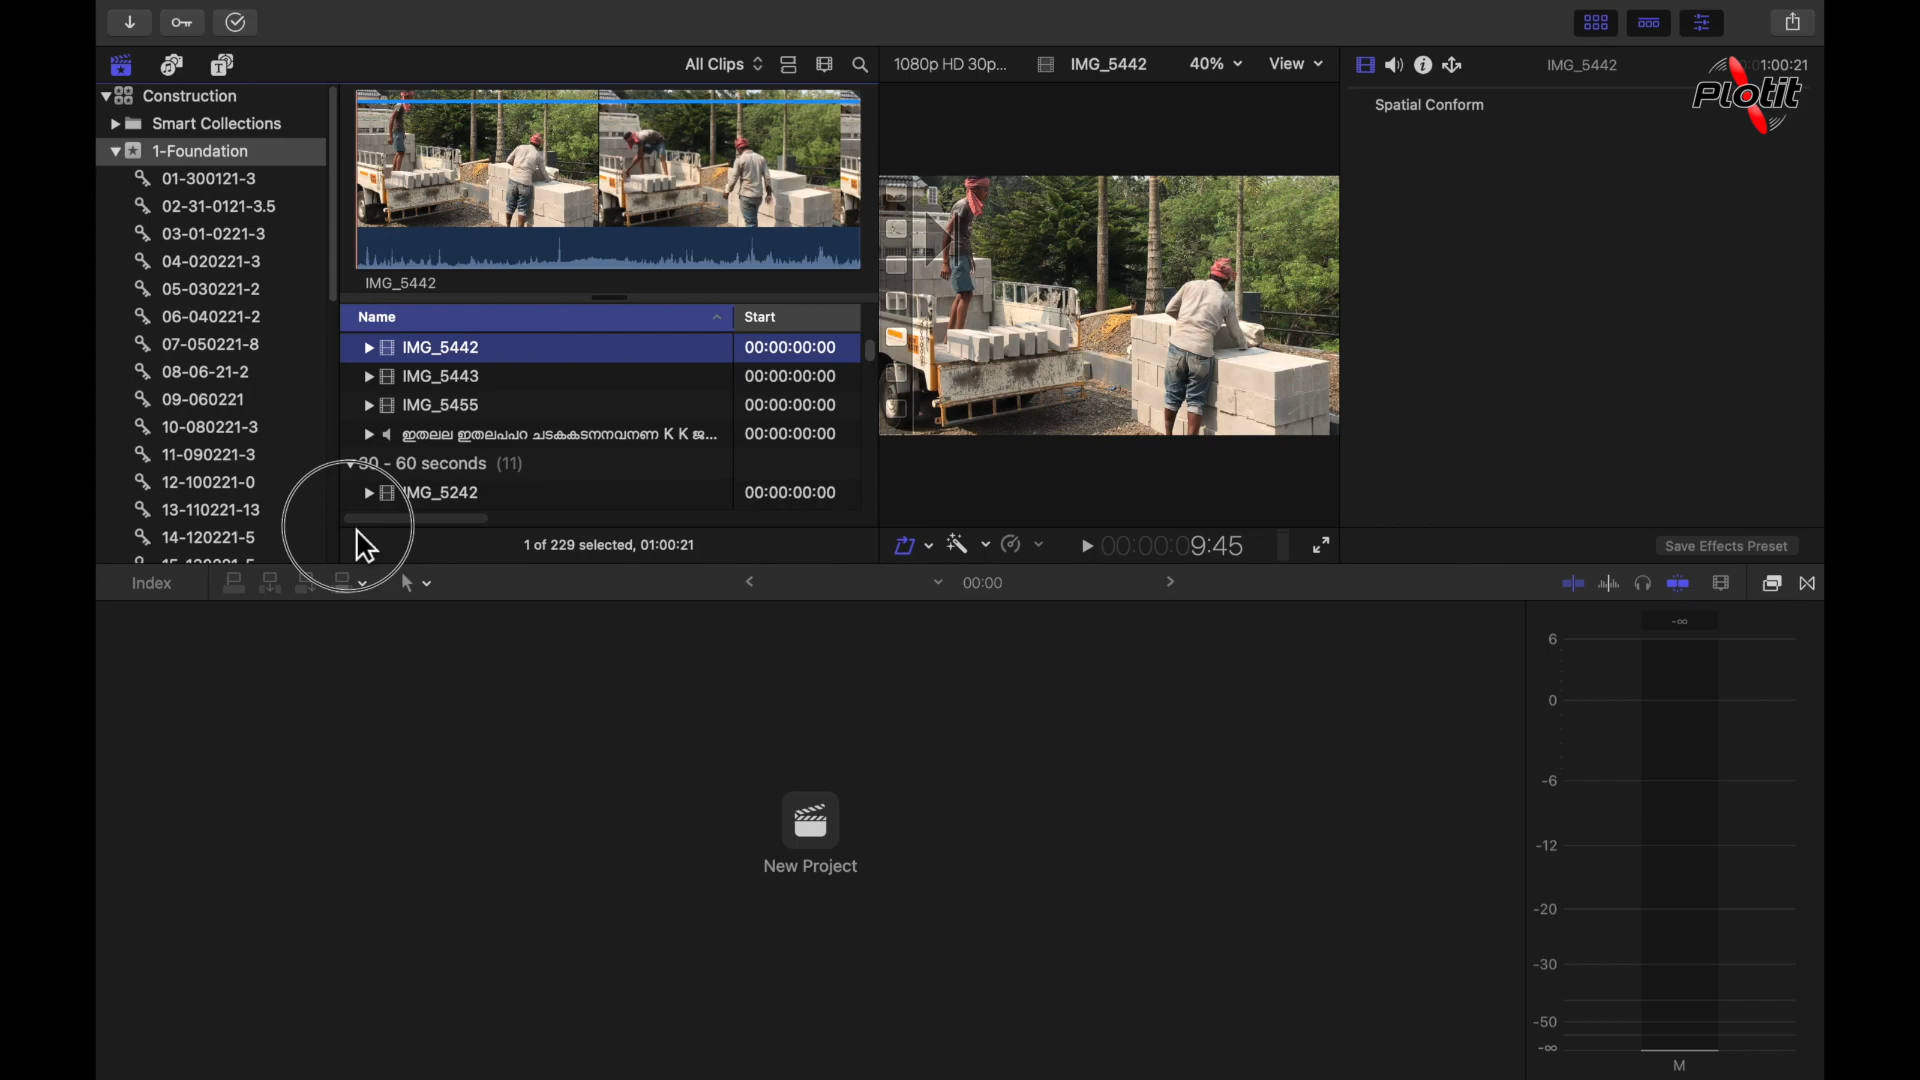 All Clips
1080p HD 30p...
IMG_5442
40%
View
IMG_5442
1:00:21
Plotit
Construction
Smart Collections
1-Foundation
01-300121-3
02-31-0121-3.5
03-01-0221-3
04-020221-3
05-030221-2
06-040221-2
07-050221-8
08-06-21-2
09-060221
10-080221-3
11-090221-3
12-100221-0
13-110221-13
14-120221-5
IMG_5442
Name
Start
IMG_5442 00:00:00:00
IMG_5443 00:00:00:00
IMG_5455 00:00:00:00
ഇതലല ഇതലപപറ ചടകകടനനവനണ K K ജ... 00:00:00:00
30 - 60 seconds (11)
IMG_5242 00:00:00:00
1 of 229 selected, 01:00:21
Spatial Conform
00:00:09:45
Save Effects Preset
Index
00:00
New Project
-∞
6
0
-6
-12
-20
-30
-50
-∞
M